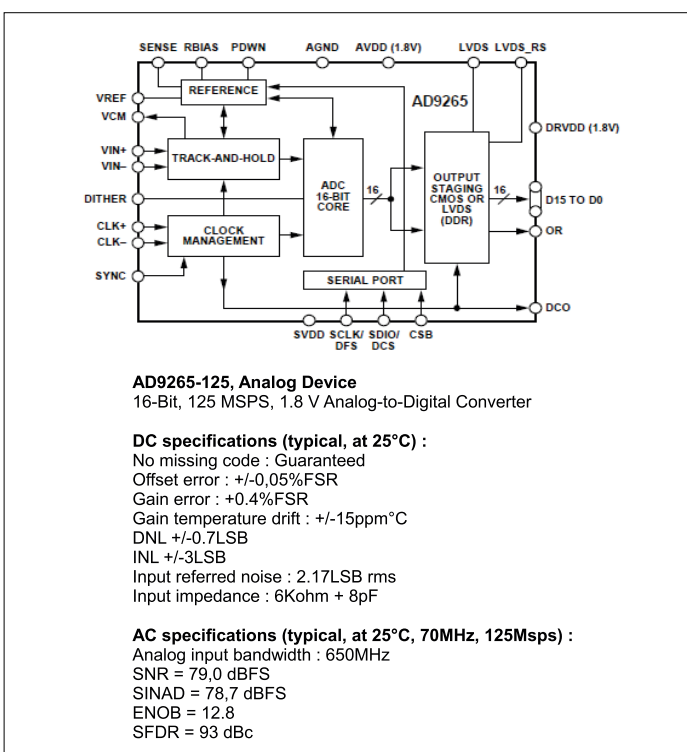 SENSE RBIAS PDWN AGND AVDD (1.8V) LVDS LVDS_RS
REFERENCE
AD9265
VREF
VCM
DRVDD (1.8V)
VIN+
VIN–
TRACK-AND-HOLD
ADC
16-BIT
CORE
16
OUTPUT
STAGING
CMOS OR
LVDS
(DDR)
16
D15 TO D0
DITHER
CLK+
CLK–
CLOCK
MANAGEMENT
OR
SYNC
SERIAL PORT
DCO
SVDD SCLK/ SDIO/ CSB
DFS DCS
AD9265-125, Analog Device
16-Bit, 125 MSPS, 1.8 V Analog-to-Digital Converter
DC specifications (typical, at 25°C) :
No missing code : Guaranteed
Offset error : +/-0,05%FSR
Gain error : +0.4%FSR
Gain temperature drift : +/-15ppm°C
DNL +/-0.7LSB
INL +/-3LSB
Input referred noise : 2.17LSB rms
Input impedance : 6Kohm + 8pF
AC specifications (typical, at 25°C, 70MHz, 125Msps) :
Analog input bandwidth : 650MHz
SNR = 79,0 dBFS
SINAD = 78,7 dBFS
ENOB = 12.8
SFDR = 93 dBc